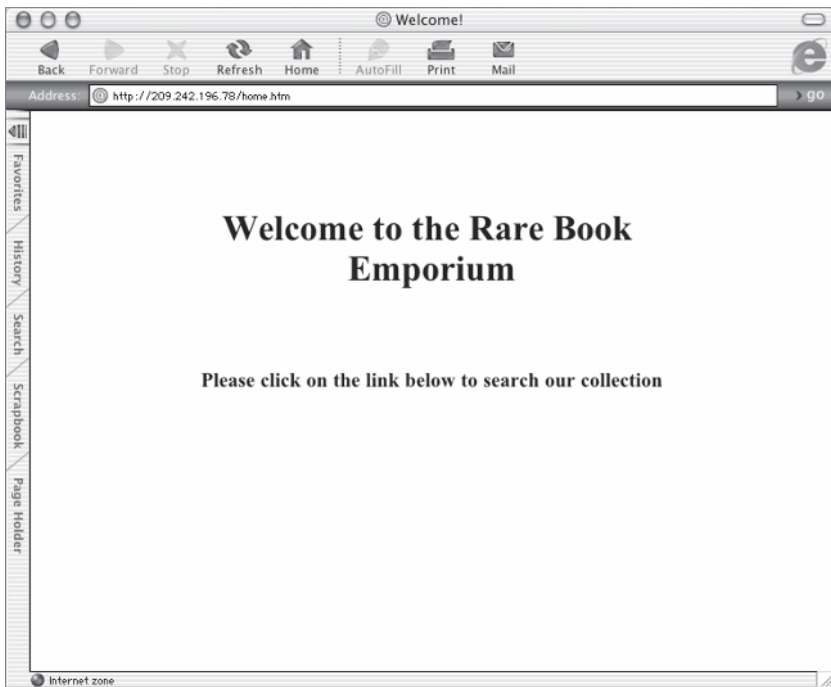 Welcome!
Back Forward Stop Refresh Home AutoFill Print Mail
Address: http://209.242.196.78/home.htm go
Favorites
History
Search
Scrapbook
Page Holder
Welcome to the Rare Book
Emporium
Please click on the link below to search our collection
Internet zone